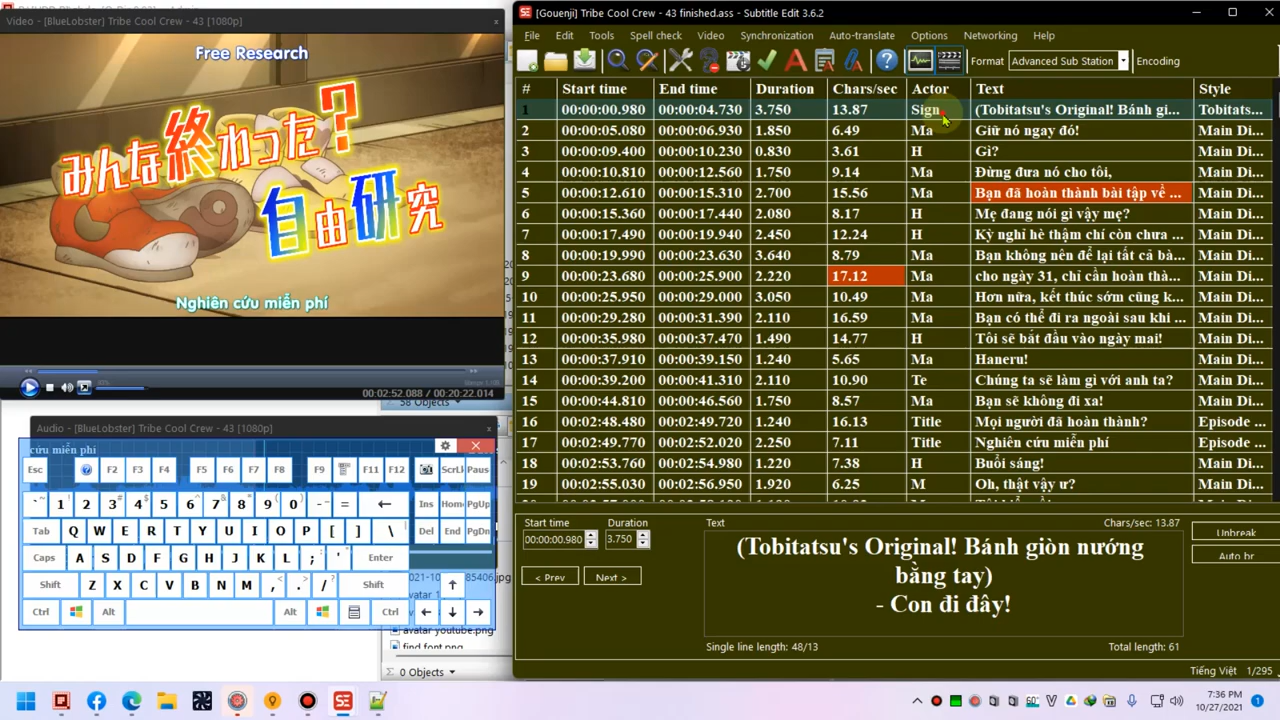 Video - [BlueLobster] Tribe Cool Crew - 43 [1080p]
Free Research
みんな終わった?
自由研究
Nghiên cứu miễn phí
00:02:52.088 / 00:20:22.014
58 Objects
Audio - [BlueLobster] Tribe Cool Crew - 43 [1080p]
cứu miễn phí
Esc F2 F3 F4 F5 F6 F7 F8 F9 F11 F12 ScrLk Pause
` ~ 1 ! 2 @ 3 # 4 $ 5 % 6 ^ 7 & 8 * 9 ( 0 ) - _ = + ← Ins Home PgUp
Tab Q W E R T Y U I O P [ ] \ Del End PgDn
Caps A S D F G H J K L ; : ' " Enter
Shift Z X C V B N M , < . > / ? Shift ↑
Ctrl Alt Alt Ctrl ← ↓ →
avatar youtube.png
find font.png
0 Objects
[Gouenji] Tribe Cool Crew - 43 finished.ass - Subtitle Edit 3.6.2
File Edit Tools Spell check Video Synchronization Auto-translate Options Networking Help
Format Advanced Sub Station Encoding
# Start time End time Duration Chars/sec Actor Text Style
1 00:00:00.980 00:00:04.730 3.750 13.87 Sign (Tobitatsu's Original! Bánh gi... Tobitats...
2 00:00:05.080 00:00:06.930 1.850 6.49 Ma Giữ nó ngay đó! Main Di...
3 00:00:09.400 00:00:10.230 0.830 3.61 H Gì? Main Di...
4 00:00:10.810 00:00:12.560 1.750 9.14 Ma Đừng đưa nó cho tôi, Main Di...
5 00:00:12.610 00:00:15.310 2.700 15.56 Ma Bạn đã hoàn thành bài tập về ... Main Di...
6 00:00:15.360 00:00:17.440 2.080 8.17 H Mẹ đang nói gì vậy mẹ? Main Di...
7 00:00:17.490 00:00:19.940 2.450 12.24 H Kỳ nghỉ hè thậm chí còn chưa ... Main Di...
8 00:00:19.990 00:00:23.630 3.640 8.79 Ma Bạn không nên để lại tất cả bà... Main Di...
9 00:00:23.680 00:00:25.900 2.220 17.12 Ma cho ngày 31, chỉ cần hoàn thà... Main Di...
10 00:00:25.950 00:00:29.000 3.050 10.49 Ma Hơn nữa, kết thúc sớm cũng k... Main Di...
11 00:00:29.280 00:00:31.390 2.110 16.59 Ma Bạn có thể đi ra ngoài sau khi ... Main Di...
12 00:00:35.980 00:00:37.470 1.490 14.77 H Tôi sẽ bắt đầu vào ngày mai! Main Di...
13 00:00:37.910 00:00:39.150 1.240 5.65 Ma Haneru! Main Di...
14 00:00:39.200 00:00:41.310 2.110 10.90 Te Chúng ta sẽ làm gì với anh ta? Main Di...
15 00:00:44.810 00:00:46.560 1.750 8.57 Ma Bạn sẽ không đi xa! Main Di...
16 00:02:48.480 00:02:49.720 1.240 16.13 Title Mọi người đã hoàn thành? Episode ...
17 00:02:49.770 00:02:52.020 2.250 7.11 Title Nghiên cứu miễn phí Episode ...
18 00:02:53.760 00:02:54.980 1.220 7.38 H Buổi sáng! Main Di...
19 00:02:55.030 00:02:56.950 1.920 6.25 M Oh, thật vậy ư? Main Di...
Start time Duration Text Chars/sec: 13.87
00:00:00.980 3.750
(Tobitatsu's Original! Bánh giòn nướng
bằng tay)
- Con đi đây!
< Prev Next >
Unbreak
Auto br
Single line length: 48/13 Total length: 61
Tiếng Việt 1/295
7:36 PM
10/27/2021